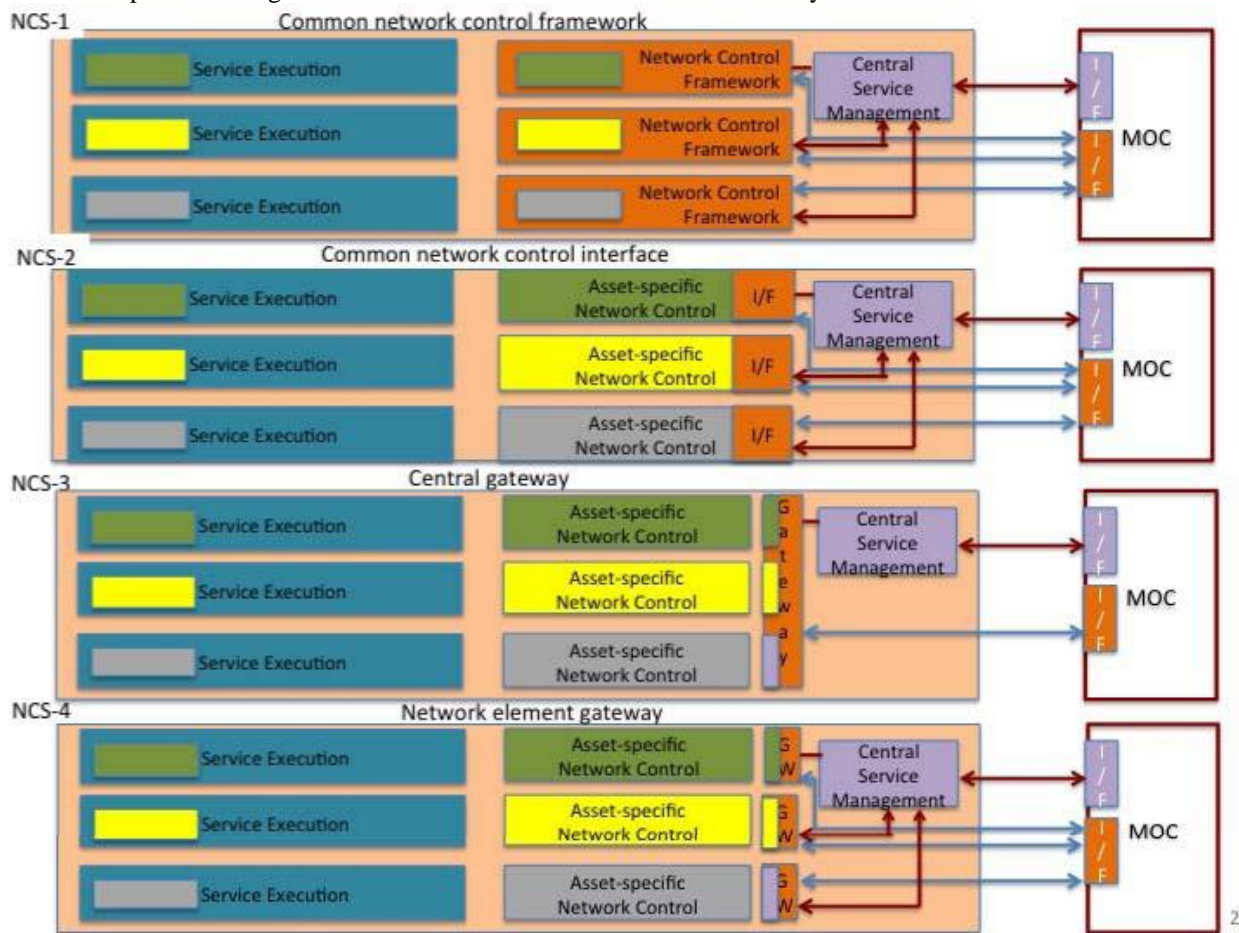 NCS-1
Common network control framework
Service Execution
Network Control
Framework
Central
Service
Management
I
/
F
MOC
Service Execution
Network Control
Framework
I
/
F
Service Execution
Network Control
Framework
NCS-2
Common network control interface
Service Execution
Asset-specific
Network Control
I/F
Central
Service
Management
I
/
F
MOC
Service Execution
Asset-specific
Network Control
I/F
I
/
F
Service Execution
Asset-specific
Network Control
I/F
NCS-3
Central gateway
Service Execution
Asset-specific
Network Control
G
a
t
e
w
a
y
Central
Service
Management
I
/
F
MOC
Service Execution
Asset-specific
Network Control
I
/
F
Service Execution
Asset-specific
Network Control
NCS-4
Network element gateway
Service Execution
Asset-specific
Network Control
G
W
Central
Service
Management
I
/
F
MOC
Service Execution
Asset-specific
Network Control
G
W
I
/
F
Service Execution
Asset-specific
Network Control
G
W
2